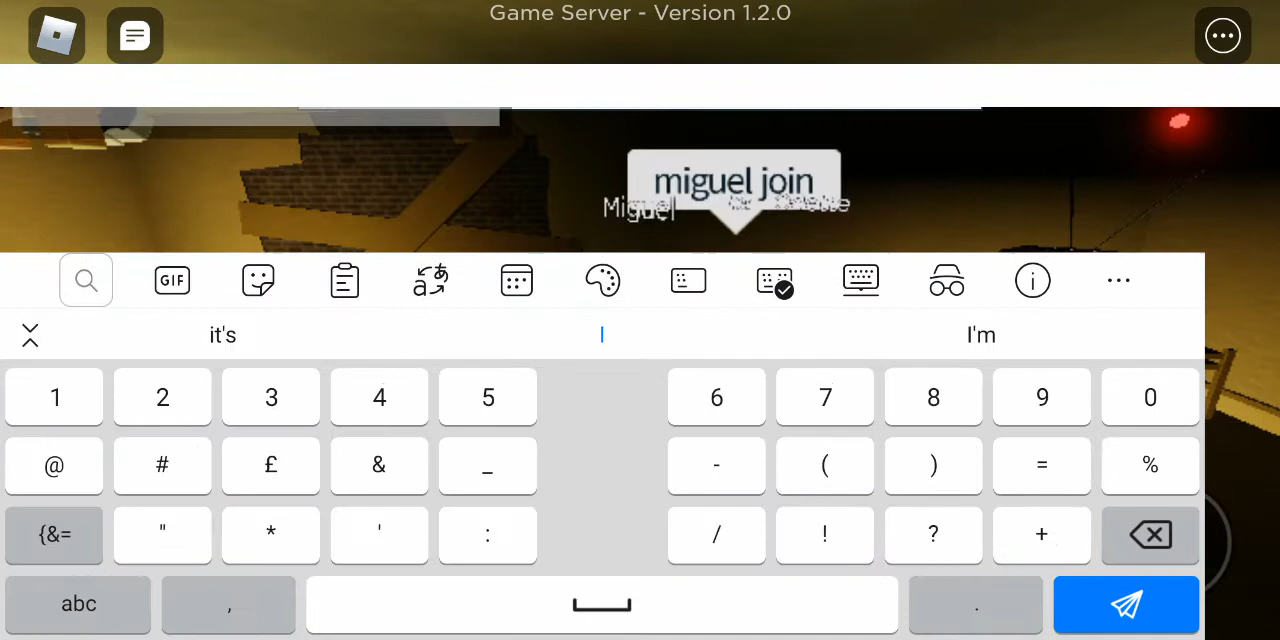 Game Server - Version 1.2.0
miguel join
Miguel
GIF
it's
I
I'm
1 2 3 4 5 6 7 8 9 0
@ # £ & _ - ( ) = %
{&= " * ' : / ! ? +
abc , .